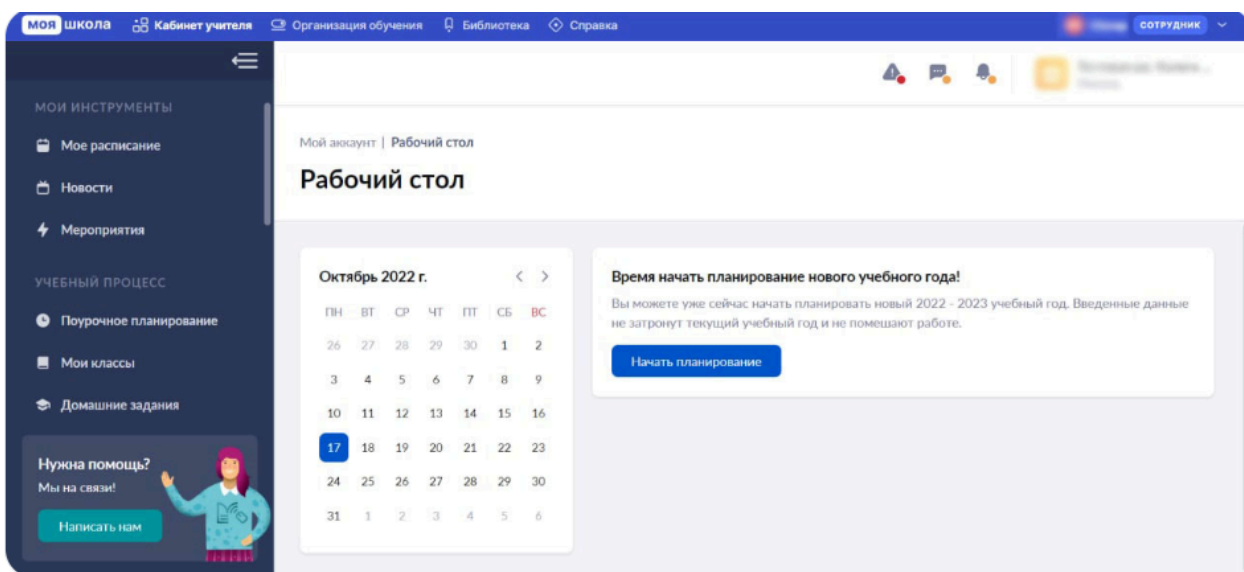 моя школа Кабинет учителя Организация обучения Библиотека Справка СОТРУДНИК
МОИ ИНСТРУМЕНТЫ
Мое расписание
Новости
Мероприятия
УЧЕБНЫЙ ПРОЦЕСС
Поурочное планирование
Мои классы
Домашние задания
Нужна помощь?
Мы на связи!
Написать нам
Мой аккаунт | Рабочий стол
Рабочий стол
Октябрь 2022 г. < >
ПН ВТ СР ЧТ ПТ СБ ВС
26 27 28 29 30 1 2
3 4 5 6 7 8 9
10 11 12 13 14 15 16
17 18 19 20 21 22 23
24 25 26 27 28 29 30
31 1 2 3 4 5 6
Время начать планирование нового учебного года!
Вы можете уже сейчас начать планировать новый 2022 - 2023 учебный год. Введенные данные
не затронут текущий учебный год и не помешают работе.
Начать планирование